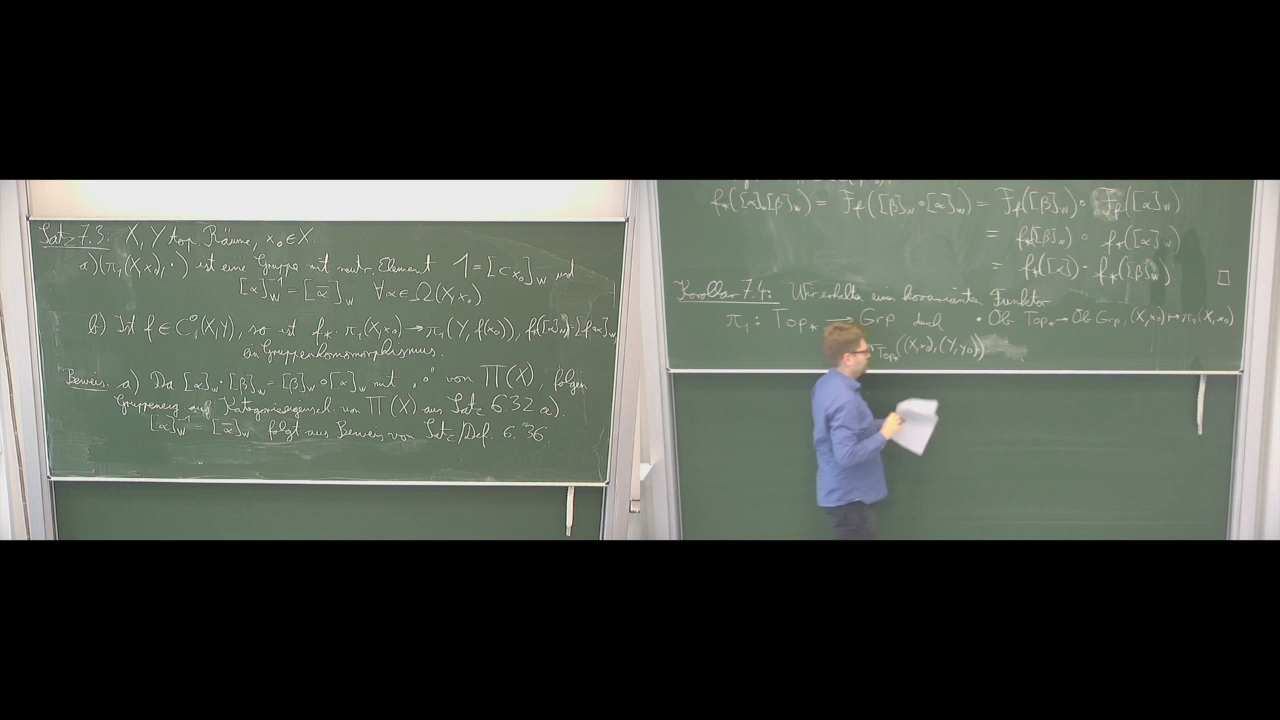 Satz 7.3: X, Y top. Räume, x₀ ∈ X.
a) (π₁(X,x₀), ·) ist eine Gruppe mit neutr. Element 1 = [c_{x₀}]_W und
[α]_W⁻¹ = [ᾱ]_W ∀α ∈ Ω(X,x₀)
b) Ist f ∈ C⁰(X,Y), so ist f_*: π₁(X,x₀) → π₁(Y, f(x₀)), f_*([α]_W) = [f∘α]_W
ein Gruppenhomomorphismus.
Beweis. a) Da [α]_W · [β]_W = [β]_W ∘ [α]_W mit „∘" von Π(X), folgen
Gruppeneig. aus Kategorieeigensch. von Π(X) aus Satz 6.32 a).
[α]_W⁻¹ = [ᾱ]_W folgt aus Beweis von Satz/Def. 6.36.
f_*([α]_W[β]_W) = F_f([β]_W ∘ [α]_W) = F_f([β]_W) ∘ F_f([α]_W)
= f_*([β]_W) ∘ f_*([α]_W)
= f_*([α]_W) · f_*([β]_W) □
Korollar 7.4: Wir erhalten einen kovarianten Funktor
π₁: Top_* → Grp durch • Ob Top_* → Ob Grp, (X,x₀) ↦ π₁(X,x₀)
Top_*((X,x₀),(Y,y₀))